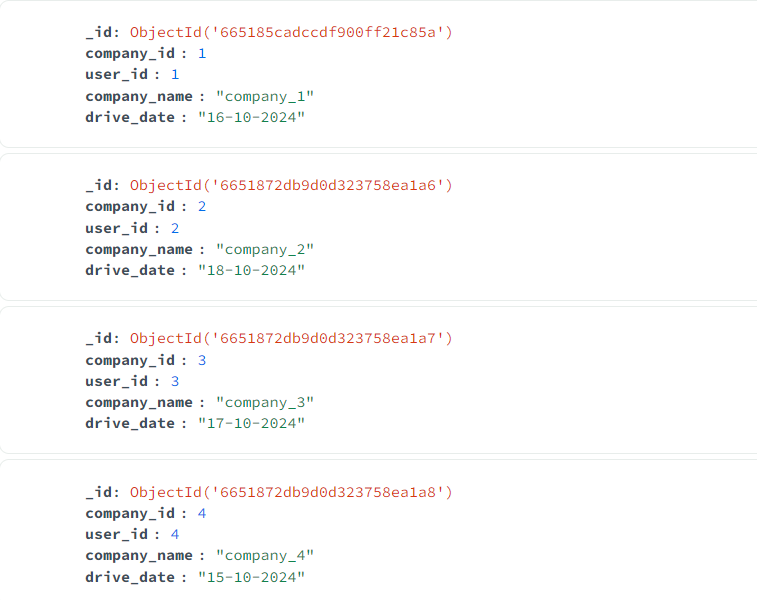 _id: ObjectId('665185cadccdf900ff21c85a')
company_id : 1
user_id : 1
company_name : "company_1"
drive_date : "16-10-2024"
_id: ObjectId('6651872db9d0d323758ea1a6')
company_id : 2
user_id : 2
company_name : "company_2"
drive_date : "18-10-2024"
_id: ObjectId('6651872db9d0d323758ea1a7')
company_id : 3
user_id : 3
company_name : "company_3"
drive_date : "17-10-2024"
_id: ObjectId('6651872db9d0d323758ea1a8')
company_id : 4
user_id : 4
company_name : "company_4"
drive_date : "15-10-2024"